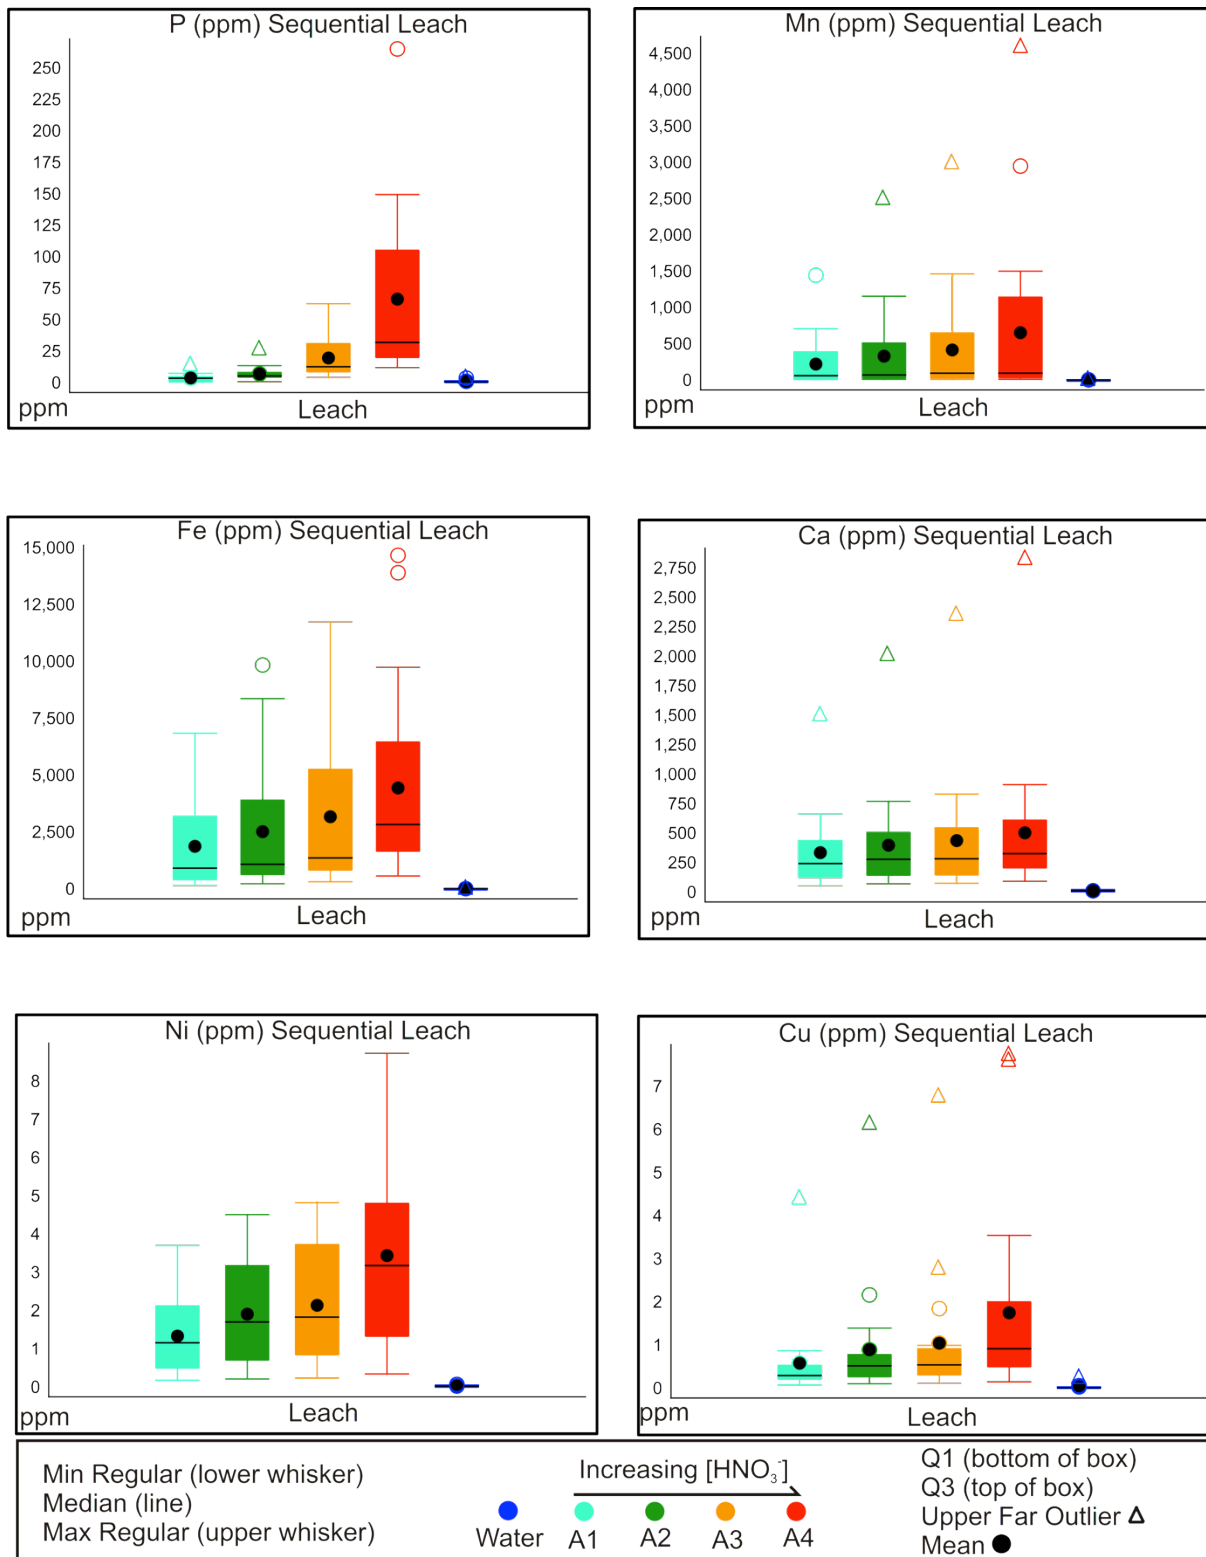 P (ppm) Sequential Leach
250
225
200
175
150
125
100
75
50
25
0
ppm
Leach
Mn (ppm) Sequential Leach
4,500
4,000
3,500
3,000
2,500
2,000
1,500
1,000
500
0
ppm
Leach
Fe (ppm) Sequential Leach
15,000
12,500
10,000
7,500
5,000
2,500
0
ppm
Leach
Ca (ppm) Sequential Leach
2,750
2,500
2,250
2,000
1,750
1,500
1,250
1,000
750
500
250
0
ppm
Leach
Ni (ppm) Sequential Leach
8
7
6
5
4
3
2
1
0
ppm
Leach
Cu (ppm) Sequential Leach
7
6
5
4
3
2
1
0
ppm
Leach
Min Regular (lower whisker)
Median (line)
Max Regular (upper whisker)
Increasing [HNO₃⁻]
Water A1 A2 A3 A4
Q1 (bottom of box)
Q3 (top of box)
Upper Far Outlier
Mean